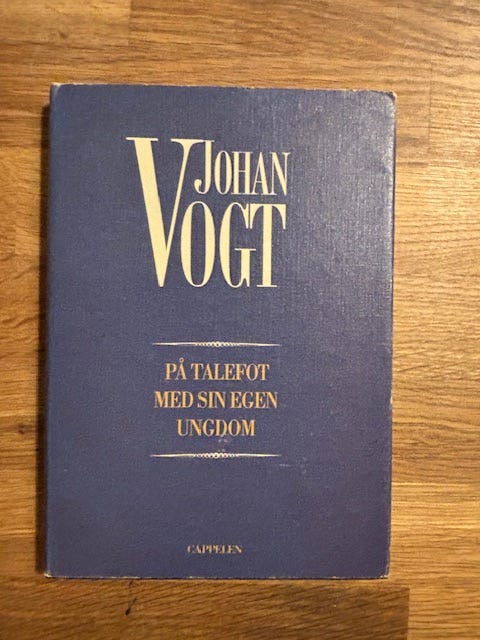 JOHAN
VOGT
PÅ TALEFOT
MED SIN EGEN
UNGDOM
CAPPELEN